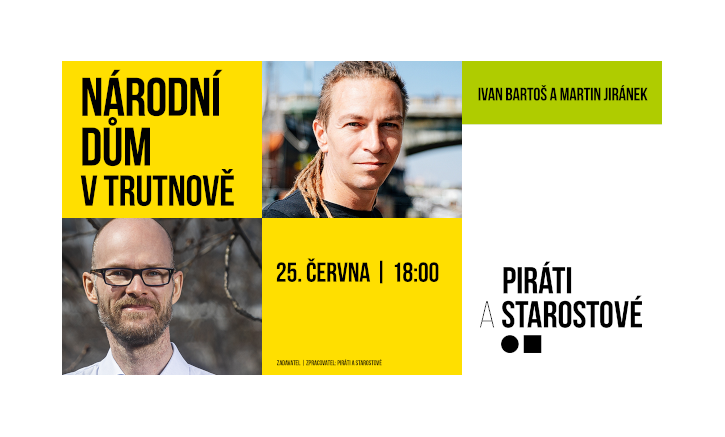 NÁRODNÍ
DŮM
V TRUTNOVĚ
IVAN BARTOŠ A MARTIN JIRÁNEK
25. ČERVNA | 18:00
ZADAVATEL | ZPRACOVATEL: PIRÁTI A STAROSTOVÉ
PIRÁTI
A STAROSTOVÉ